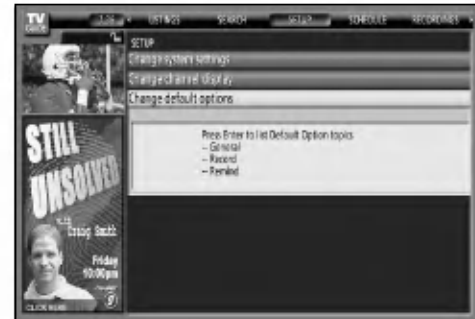 TV
GUIDE
LISTINGS SEARCH SETUP SCHEDULE RECORDINGS
SETUP
Change system settings
Change channel display
Change default options
Press Enter to list Default Option topics
– General
– Record
– Remind
STILL
UNSOLVED
with
Craig Smith
Friday
10:00pm
CLICK HERE